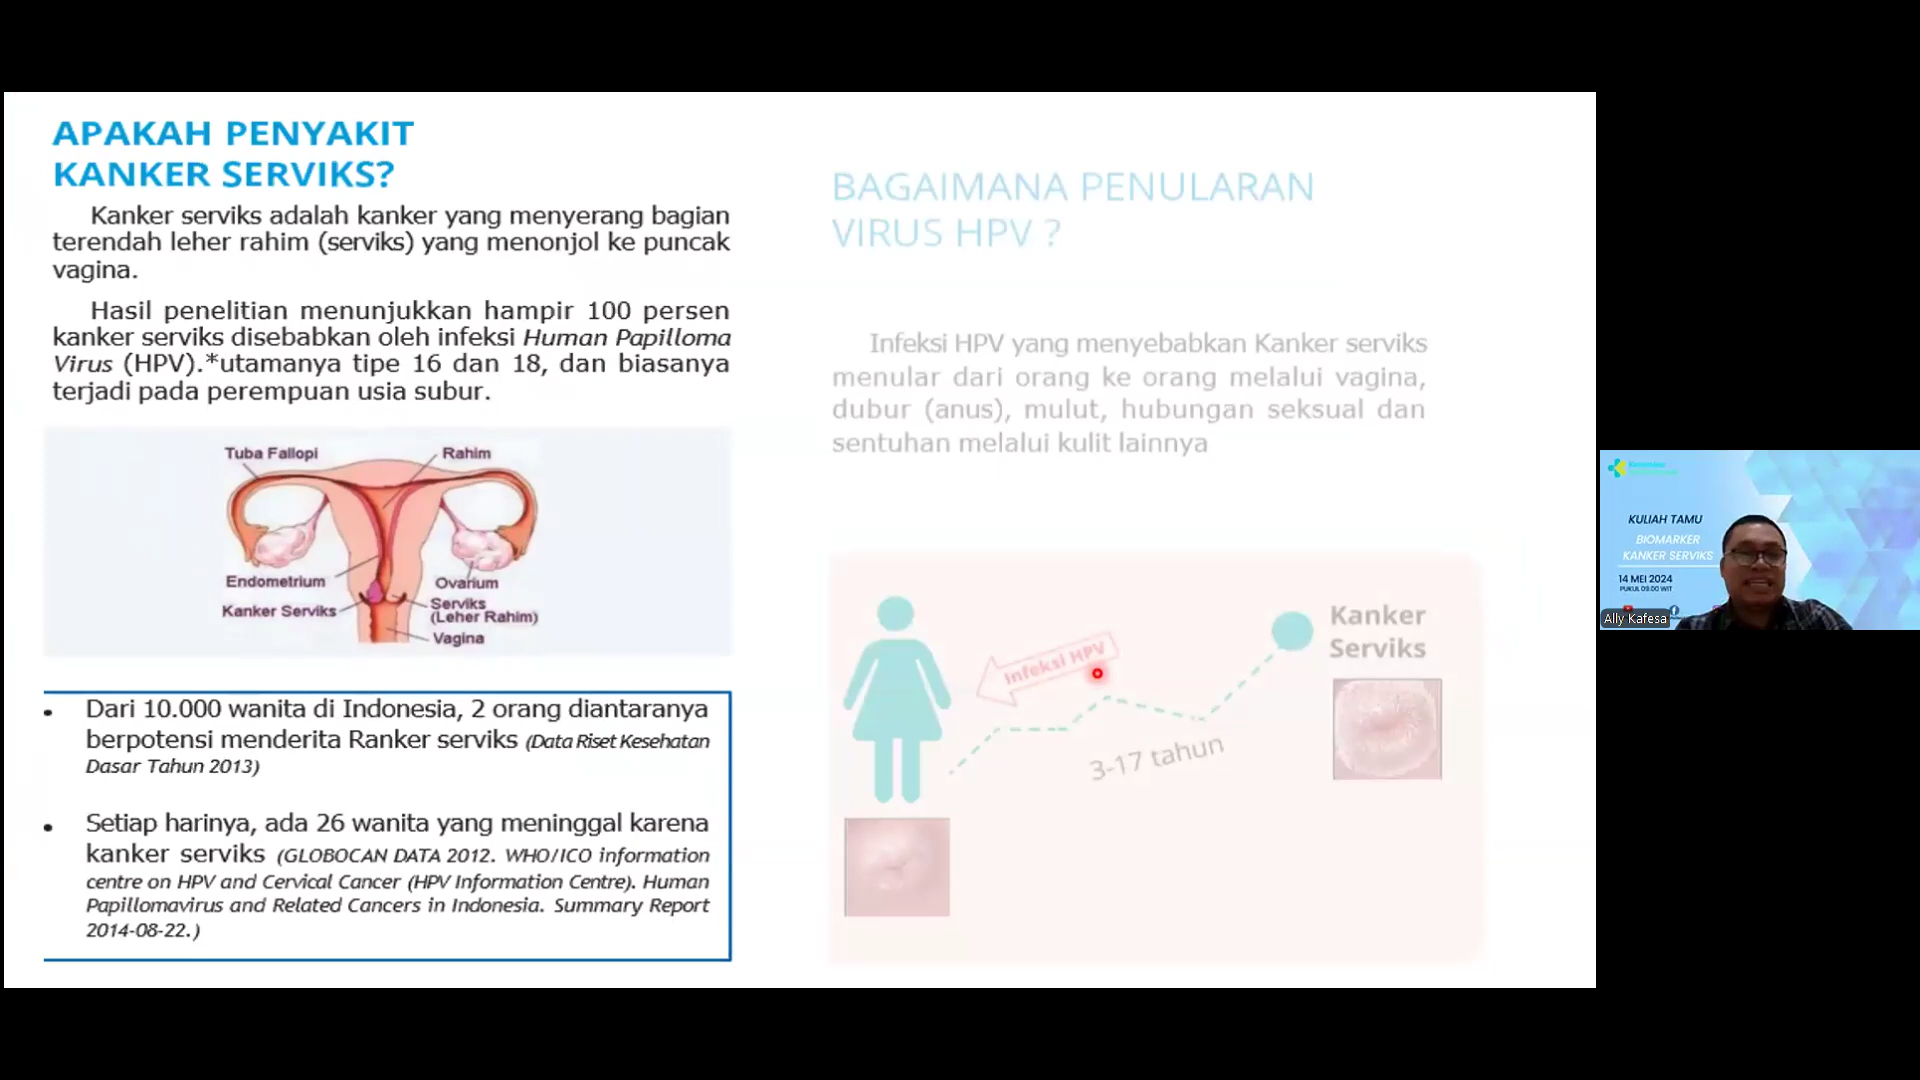 APAKAH PENYAKIT
KANKER SERVIKS?
Kanker serviks adalah kanker yang menyerang bagian
terendah leher rahim (serviks) yang menonjol ke puncak
vagina.
Hasil penelitian menunjukkan hampir 100 persen
kanker serviks disebabkan oleh infeksi Human Papilloma
Virus (HPV).*utamanya tipe 16 dan 18, dan biasanya
terjadi pada perempuan usia subur.
Tuba Fallopi
Rahim
Endometrium
Ovarium
Kanker Serviks
Serviks
(Leher Rahim)
Vagina
• Dari 10.000 wanita di Indonesia, 2 orang diantaranya
berpotensi menderita Ranker serviks (Data Riset Kesehatan
Dasar Tahun 2013)
• Setiap harinya, ada 26 wanita yang meninggal karena
kanker serviks (GLOBOCAN DATA 2012. WHO/ICO information
centre on HPV and Cervical Cancer (HPV Information Centre). Human
Papillomavirus and Related Cancers in Indonesia. Summary Report
2014-08-22.)
BAGAIMANA PENULARAN
VIRUS HPV ?
Infeksi HPV yang menyebabkan Kanker serviks
menular dari orang ke orang melalui vagina,
dubur (anus), mulut, hubungan seksual dan
sentuhan melalui kulit lainnya
Infeksi HPV
3-17 tahun
Kanker
Serviks
KULIAH TAMU
BIOMARKER
KANKER SERVIKS
14 MEI 2024
PUKUL 09.00 WIT
Ally Kafesa